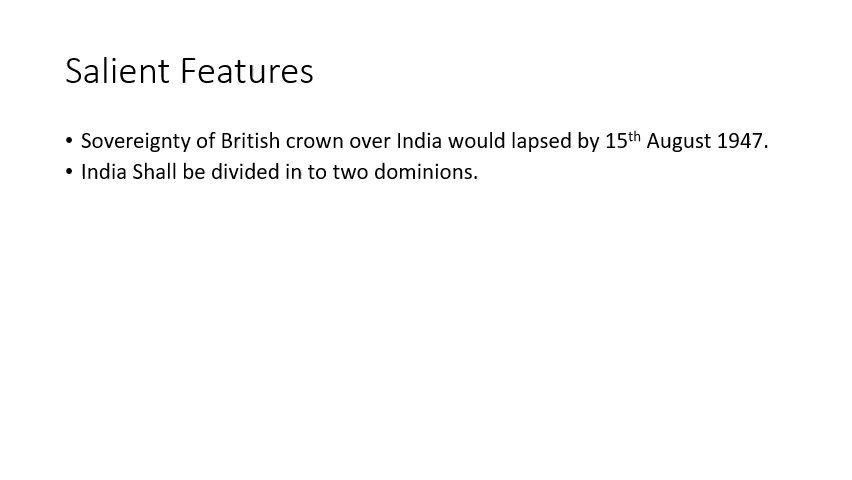 Salient Features
• Sovereignty of British crown over India would lapsed by 15th August 1947.
• India Shall be divided in to two dominions.